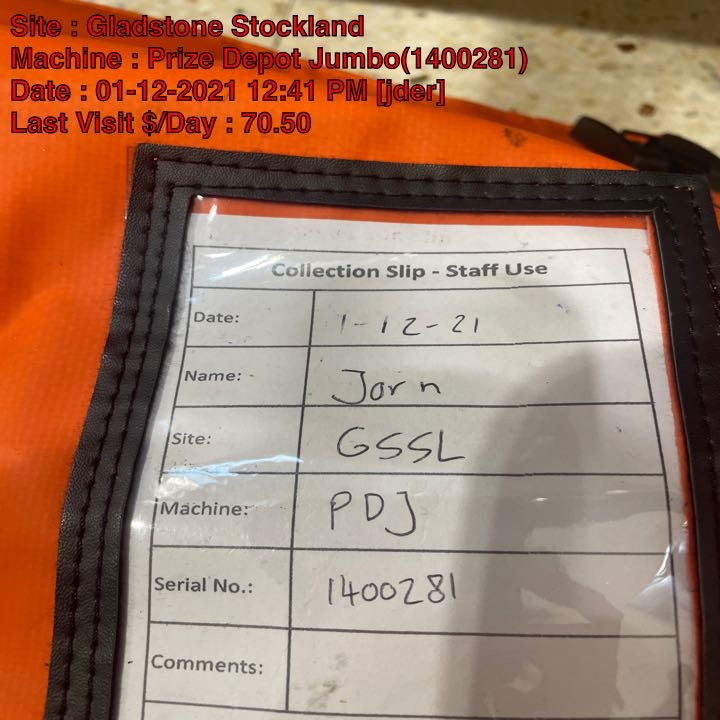 Site : Gladstone Stockland
Machine : Prize Depot Jumbo(1400281)
Date : 01-12-2021 12:41 PM [jder]
Last Visit $/Day : 70.50
Collection Slip - Staff Use
Date: 1-12-21
Name: Jorn
Site: GSSL
Machine: PDJ
Serial No.: 1400281
Comments: